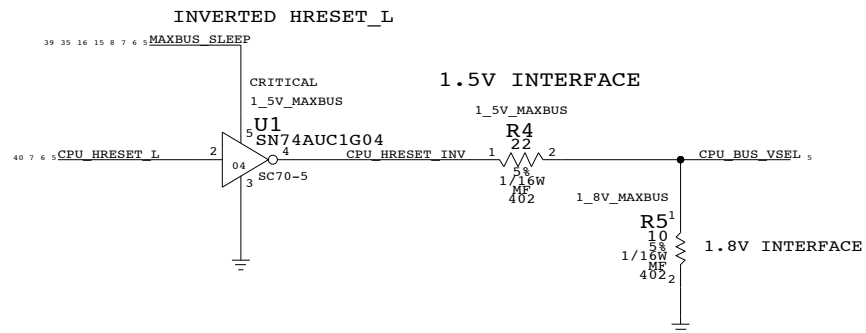 INVERTED HRESET_L
39 35 16 15 8 7 6 5 MAXBUS_SLEEP
CRITICAL
1_5V_MAXBUS
1.5V INTERFACE
5
U1
SN74AUC1G04
1_5V_MAXBUS
R4
22
40 7 6 5 CPU_HRESET_L
2
04
4
CPU_HRESET_INV
1
2
CPU_BUS_VSEL 5
3
SC70-5
5%
1/16W
MF
402
1_8V_MAXBUS
R5
1
10
5%
1/16W
MF
402
2
1.8V INTERFACE